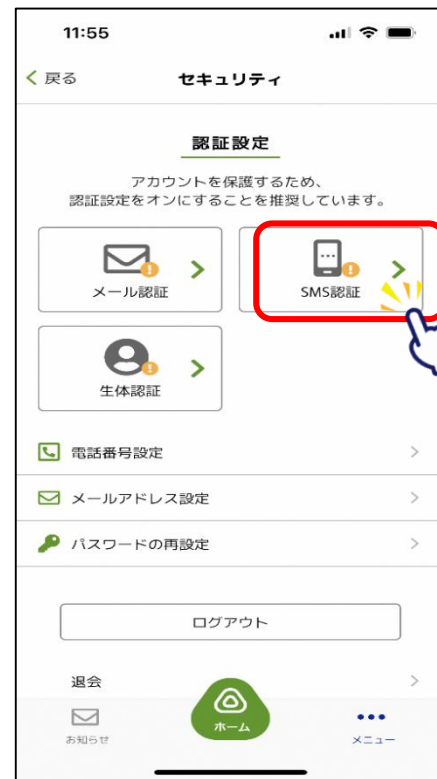 11:55
戻る
セキュリティ
認証設定
アカウントを保護するため、
認証設定をオンにすることを推奨しています。
メール認証
SMS認証
生体認証
電話番号設定
メールアドレス設定
パスワードの再設定
ログアウト
退会
お知らせ
ホーム
メニュー